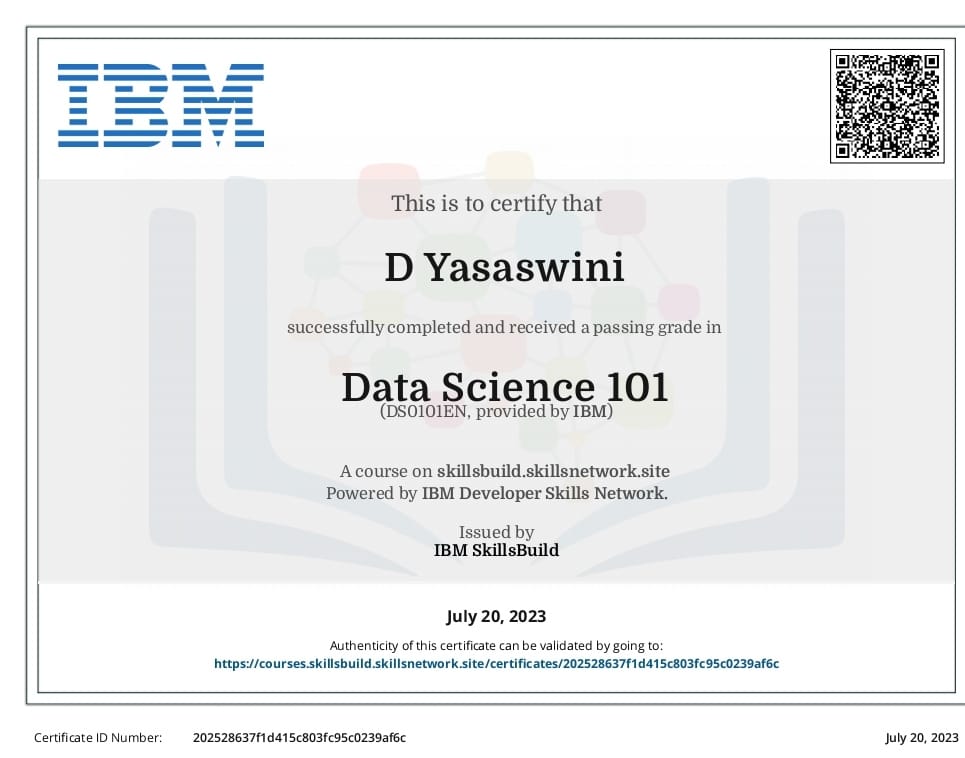 IBM
This is to certify that
D Yasaswini
successfully completed and received a passing grade in
Data Science 101
(DS0101EN, provided by IBM)
A course on skillsbuild.skillsnetwork.site
Powered by IBM Developer Skills Network.
Issued by
IBM SkillsBuild
July 20, 2023
Authenticity of this certificate can be validated by going to:
https://courses.skillsbuild.skillsnetwork.site/certificates/202528637f1d415c803fc95c0239af6c
Certificate ID Number: 202528637f1d415c803fc95c0239af6c July 20, 2023